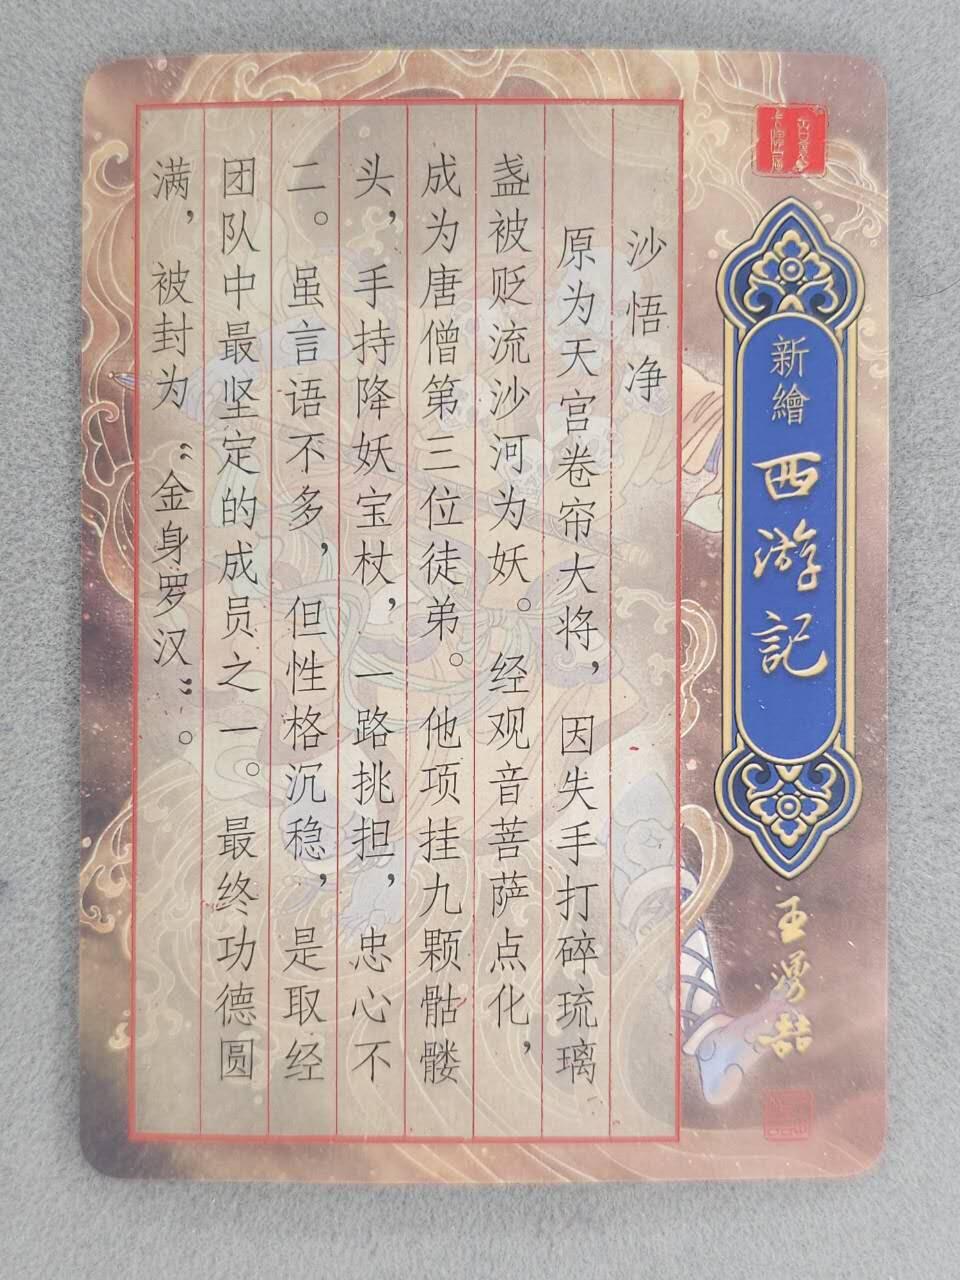 新繪西游記
王湧喆
沙悟净
原为天宫卷帘大将，因失手打碎琉璃
盏被贬流沙河为妖。经观音菩萨点化，
成为唐僧第三位徒弟。他项挂九颗骷髅
头，手持降妖宝杖，一路挑担，忠心不
二。虽言语不多，但性格沉稳，是取经
团队中最坚定的成员之一。最终功德圆
满，被封为“金身罗汉”。